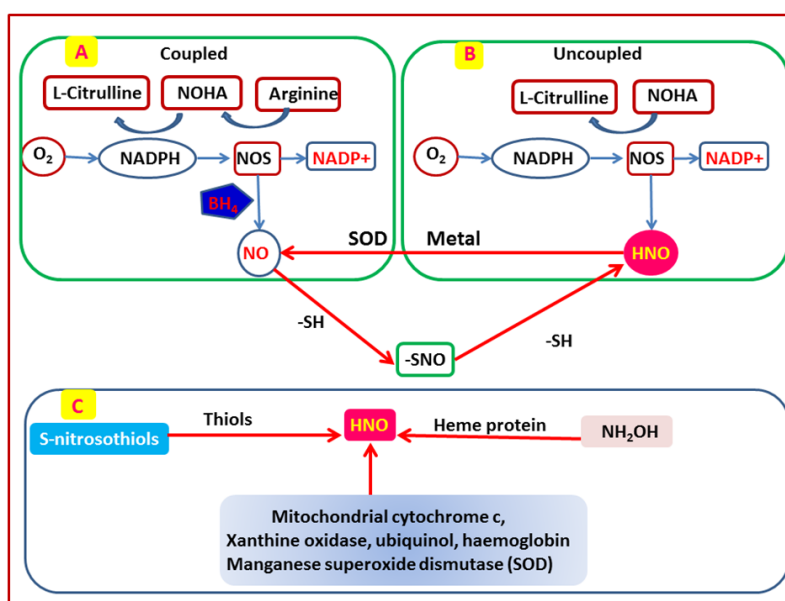 A
Coupled
L-Citrulline
NOHA
Arginine
O₂
NADPH
NOS
NADP+
BH₄
NO
B
Uncoupled
L-Citrulline
NOHA
O₂
NADPH
NOS
NADP+
HNO
SOD
Metal
-SH
-SNO
-SH
C
S-nitrosothiols
Thiols
HNO
Heme protein
NH₂OH
Mitochondrial cytochrome c,
Xanthine oxidase, ubiquinol, haemoglobin
Manganese superoxide dismutase (SOD)